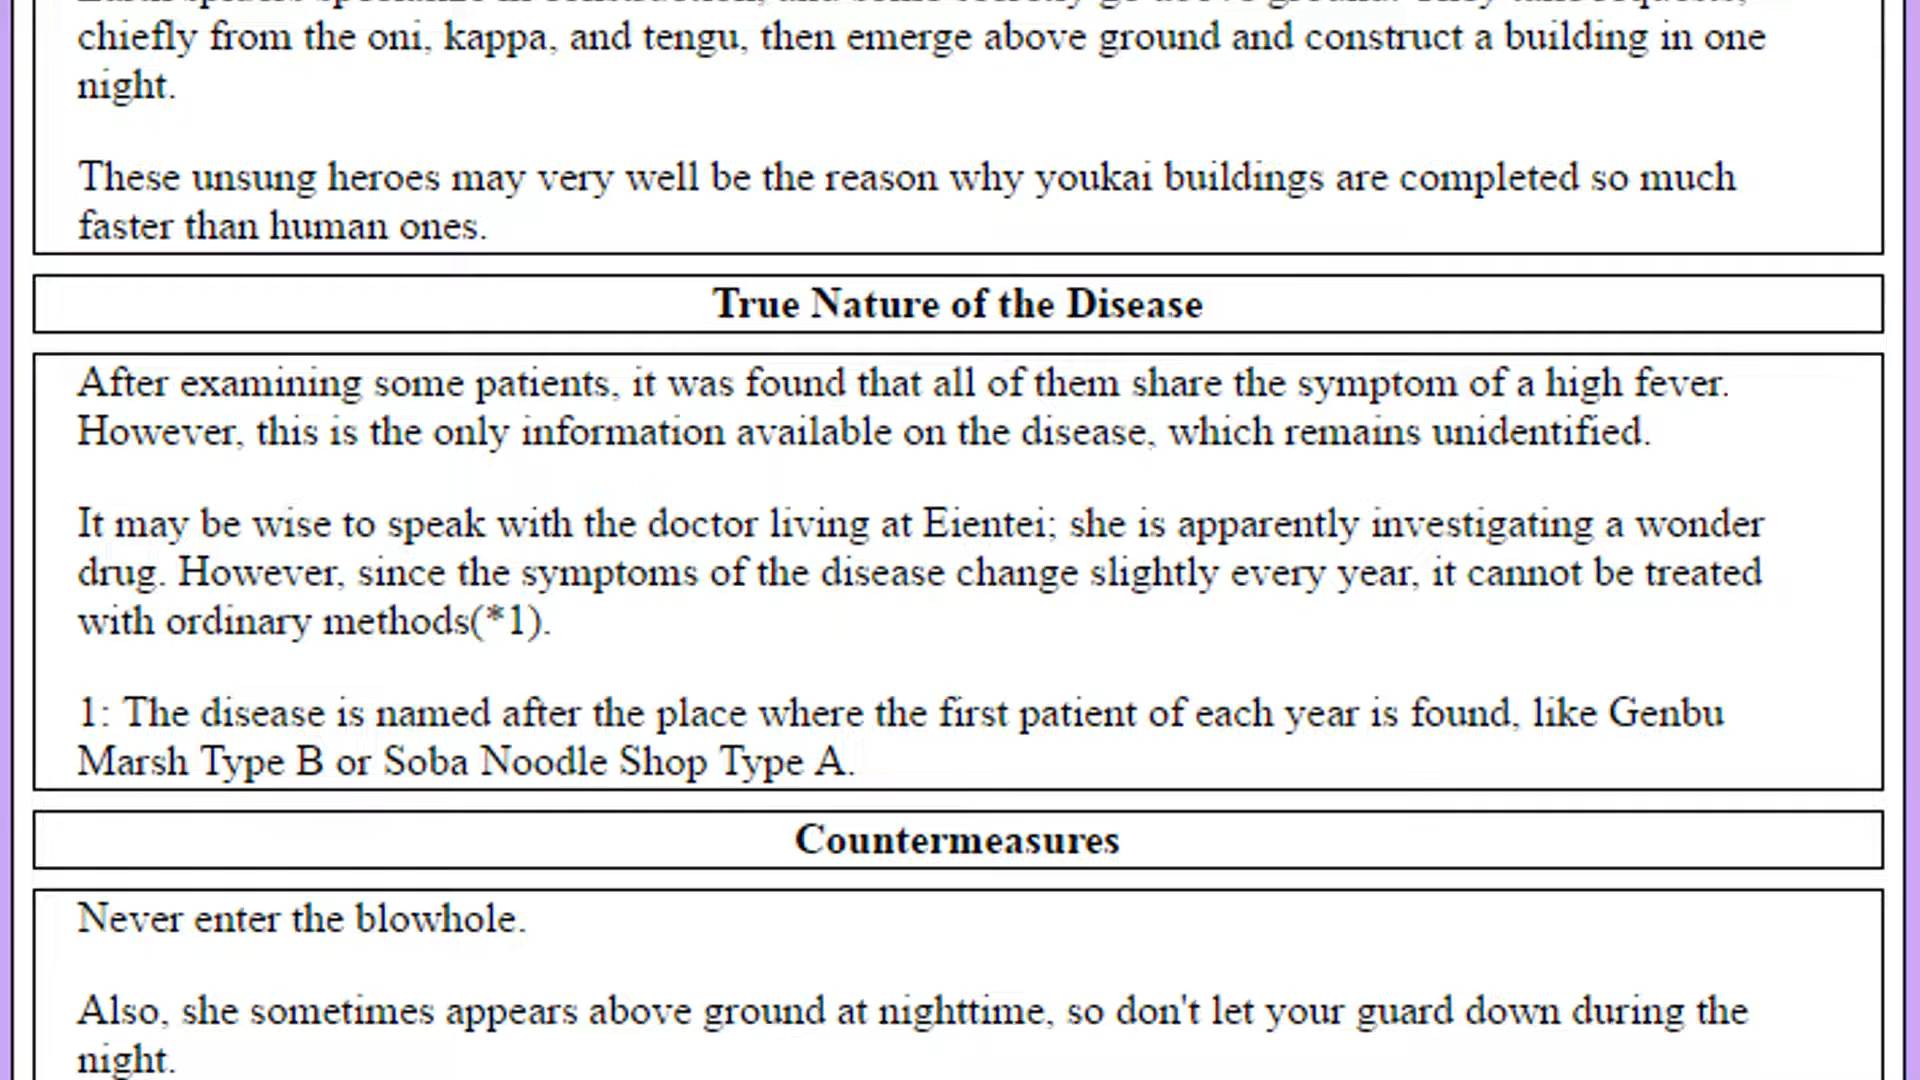 chiefly from the oni, kappa, and tengu, then emerge above ground and construct a building in one
night.
These unsung heroes may very well be the reason why youkai buildings are completed so much
faster than human ones.
True Nature of the Disease
After examining some patients, it was found that all of them share the symptom of a high fever.
However, this is the only information available on the disease, which remains unidentified.
It may be wise to speak with the doctor living at Eientei; she is apparently investigating a wonder
drug. However, since the symptoms of the disease change slightly every year, it cannot be treated
with ordinary methods(*1).
1: The disease is named after the place where the first patient of each year is found, like Genbu
Marsh Type B or Soba Noodle Shop Type A.
Countermeasures
Never enter the blowhole.
Also, she sometimes appears above ground at nighttime, so don't let your guard down during the
night.